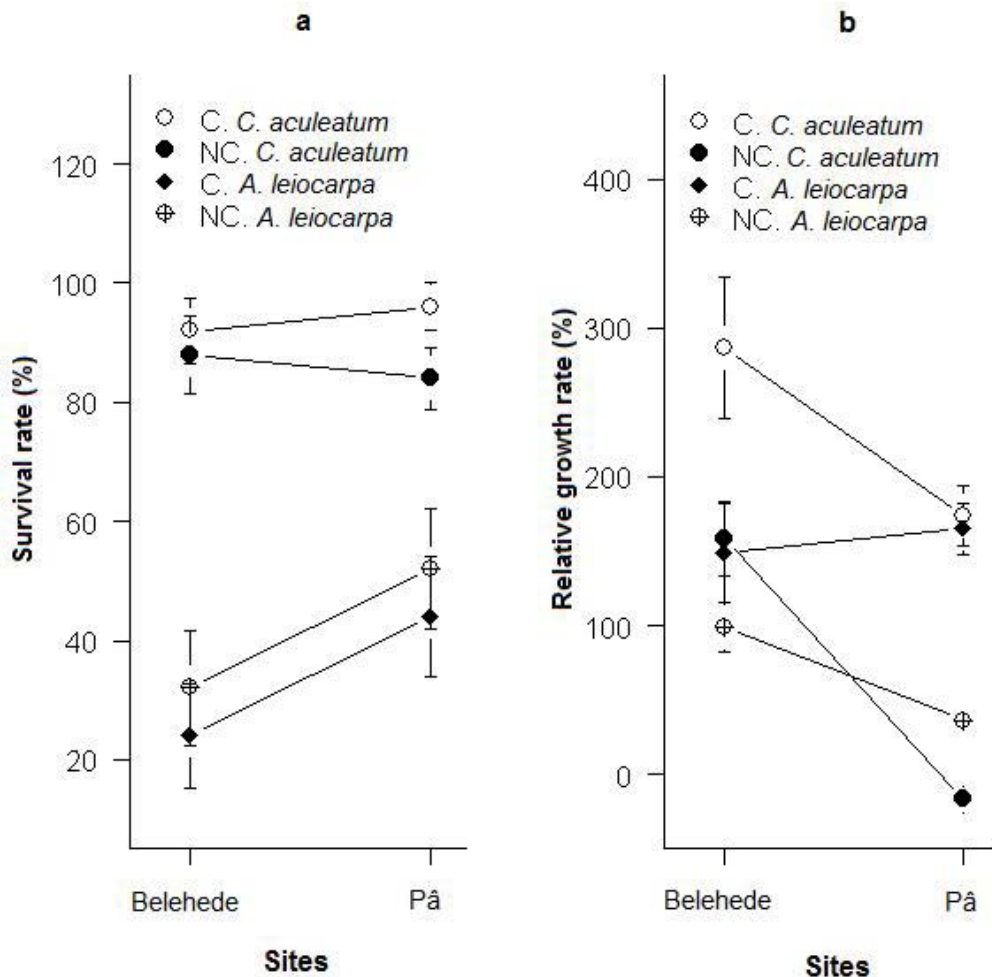 a
C. C. aculeatum
NC. C. aculeatum
C. A. leiocarpa
NC. A. leiocarpa
Survival rate (%)
120
100
80
60
40
20
Belehede
Pâ
Sites
b
C. C. aculeatum
NC. C. aculeatum
C. A. leiocarpa
NC. A. leiocarpa
Relative growth rate (%)
400
300
200
100
0
Belehede
Pâ
Sites